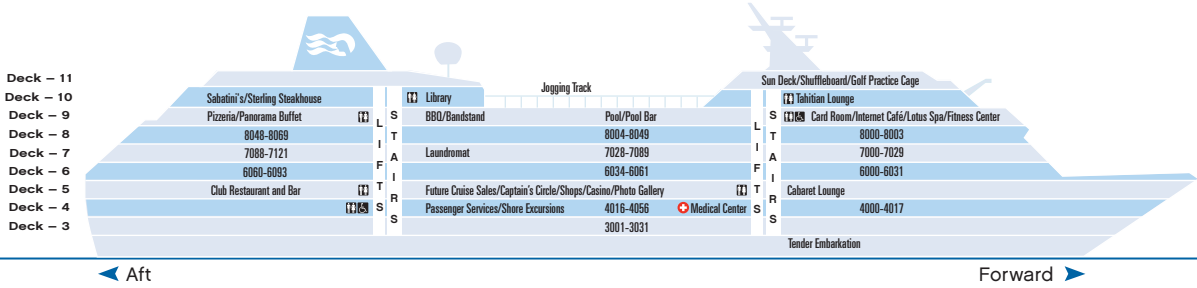 Deck – 11
Sun Deck/Shuffleboard/Golf Practice Cage
Jogging Track
Deck – 10
Sabatini's/Sterling Steakhouse
Library
Tahitian Lounge
Deck – 9
Pizzeria/Panorama Buffet
BBQ/Bandstand
Pool/Pool Bar
Card Room/Internet Café/Lotus Spa/Fitness Center
Deck – 8
8048-8069
8004-8049
8000-8003
Deck – 7
7088-7121
Laundromat
7028-7089
7000-7029
Deck – 6
6060-6093
6034-6061
6000-6031
Deck – 5
Club Restaurant and Bar
Future Cruise Sales/Captain's Circle/Shops/Casino/Photo Gallery
Cabaret Lounge
Deck – 4
Passenger Services/Shore Excursions
4016-4056
Medical Center
4000-4017
Deck – 3
3001-3031
Tender Embarkation
LIFTS
STAIRS
LIFTS
STAIRS
Aft
Forward